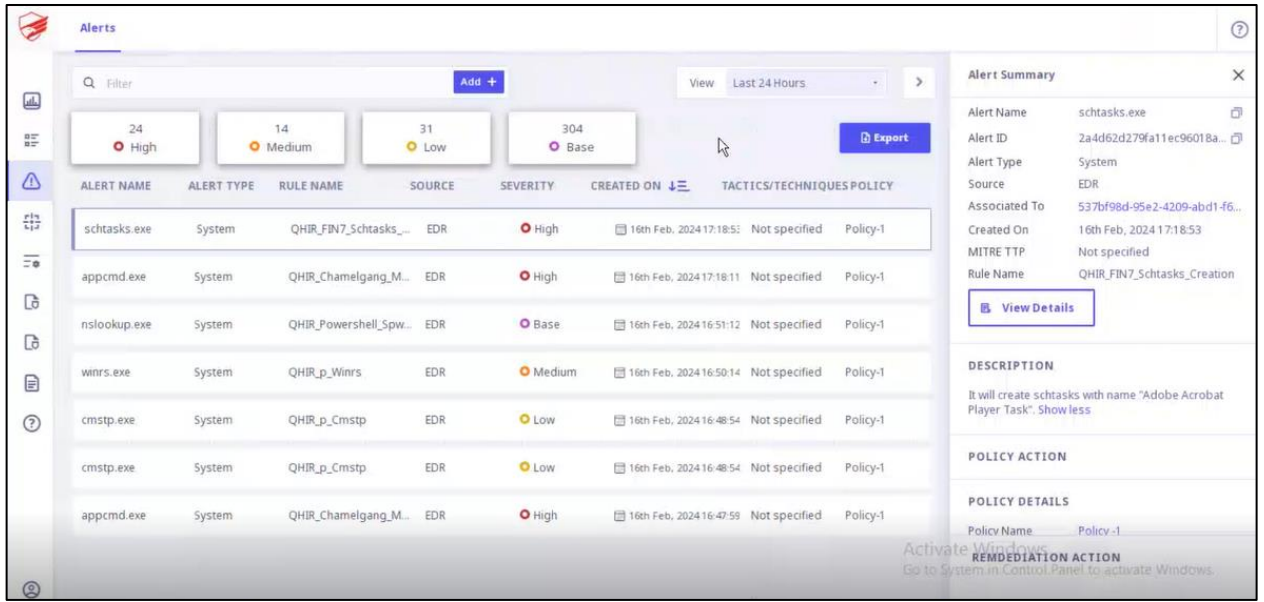 Alerts
Filter
Add +
View Last 24 Hours
24
High
14
Medium
31
Low
304
Base
Export
ALERT NAME ALERT TYPE RULE NAME SOURCE SEVERITY CREATED ON TACTICS/TECHNIQUES POLICY
schtasks.exe System QHIR_FIN7_Schtasks_... EDR High 16th Feb, 2024 17:18:53 Not specified Policy-1
appcmd.exe System QHIR_Chamelgang_M... EDR High 16th Feb, 2024 17:18:11 Not specified Policy-1
nslookup.exe System QHIR_Powershell_Spw... EDR Base 16th Feb, 2024 16:51:12 Not specified Policy-1
winrs.exe System QHIR_p_Winrs EDR Medium 16th Feb, 2024 16:50:14 Not specified Policy-1
cmstp.exe System QHIR_p_Cmstp EDR Low 16th Feb, 2024 16:48:54 Not specified Policy-1
cmstp.exe System QHIR_p_Cmstp EDR Low 16th Feb, 2024 16:48:54 Not specified Policy-1
appcmd.exe System QHIR_Chamelgang_M... EDR High 16th Feb, 2024 16:47:59 Not specified Policy-1
Alert Summary
Alert Name schtasks.exe
Alert ID 2a4d62d279fa11ec96018a...
Alert Type System
Source EDR
Associated To 537bf98d-95e2-4209-abd1-f6...
Created On 16th Feb, 2024 17:18:53
MITRE TTP Not specified
Rule Name QHIR_FIN7_Schtasks_Creation
View Details
DESCRIPTION
It will create schtasks with name "Adobe Acrobat
Player Task". Show less
POLICY ACTION
POLICY DETAILS
Policy Name Policy -1
REMDEDIATION ACTION
Activate Windows
Go to System in Control Panel to activate Windows.